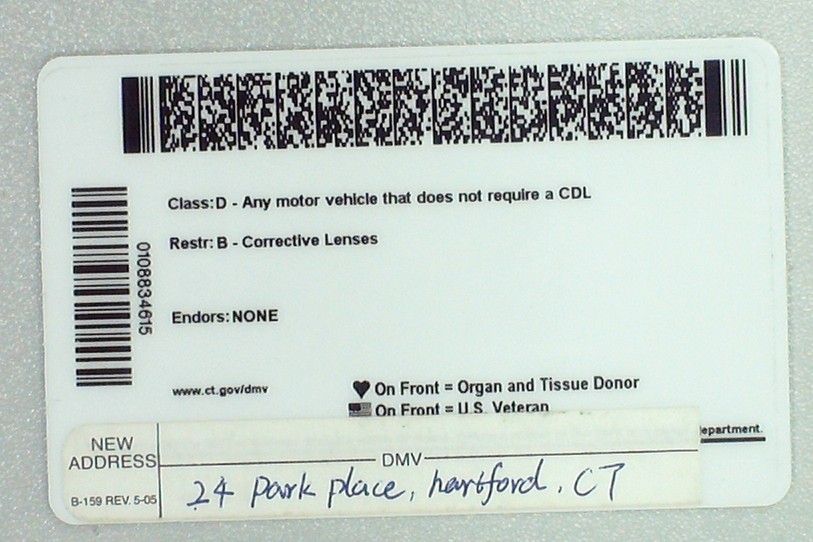 Class:D - Any motor vehicle that does not require a CDL
Restr: B - Corrective Lenses
0108834615
Endors: NONE
www.ct.gov/dmv
On Front = Organ and Tissue Donor
On Front = U.S. Veteran
epartment.
NEW
ADDRESS
DMV
B-159 REV. 5-05
24 park place, hartford, CT